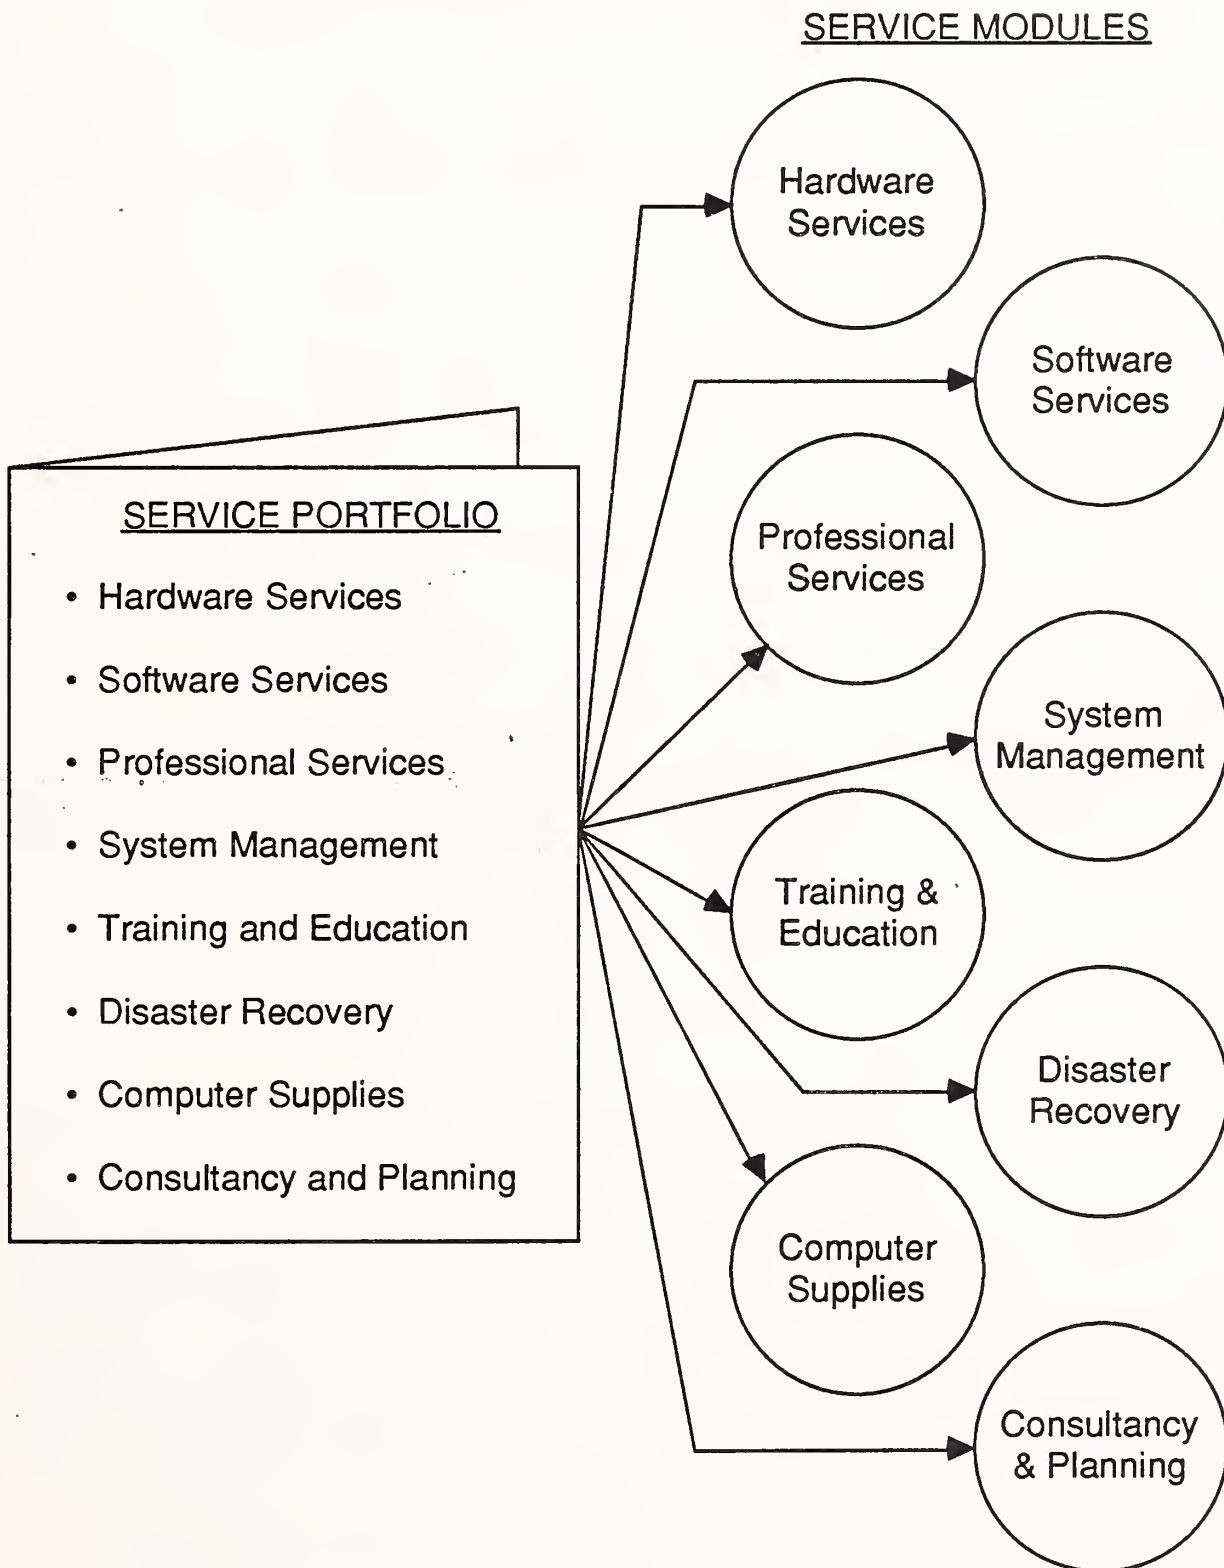 SERVICE MODULES
Hardware
Services
Software
Services
Professional
Services
System
Management
Training &
Education
Disaster
Recovery
Computer
Supplies
Consultancy
& Planning
SERVICE PORTFOLIO
• Hardware Services
• Software Services
• Professional Services
• System Management
• Training and Education
• Disaster Recovery
• Computer Supplies
• Consultancy and Planning